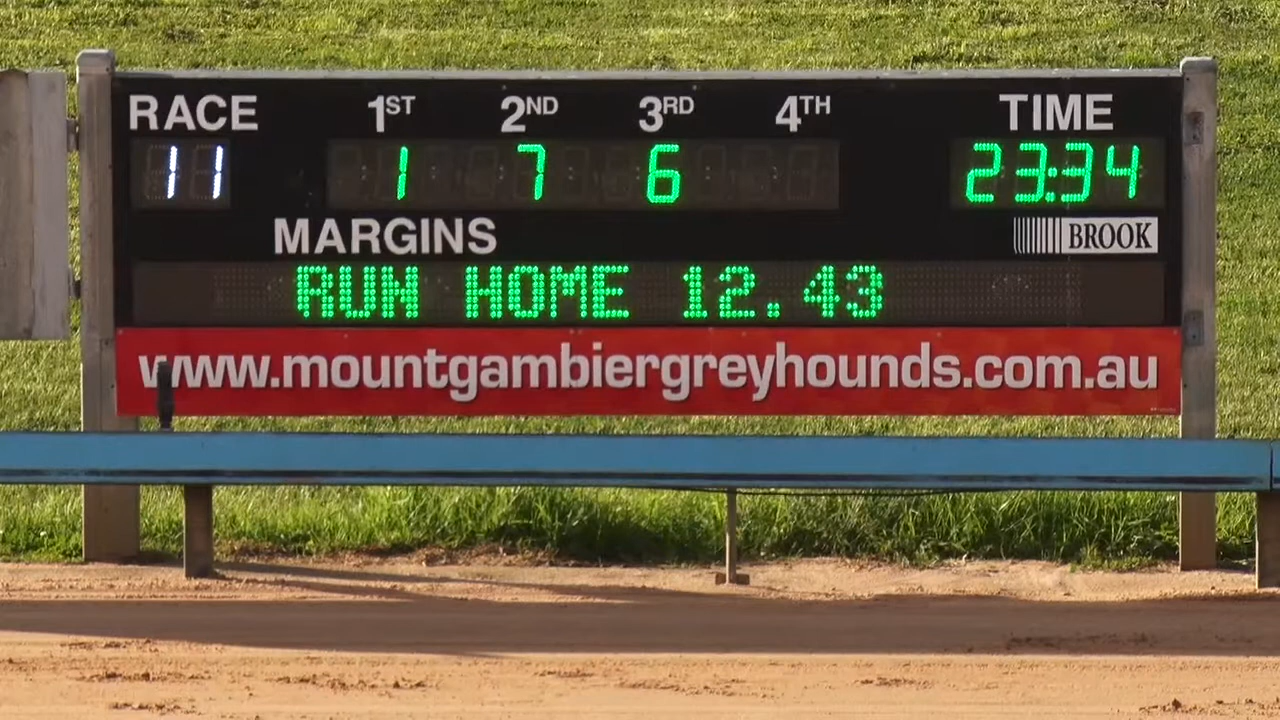 RACE 1ST 2ND 3RD 4TH TIME
11 1 7 6 23:34
MARGINS BROOK
RUN HOME 12.43
www.mountgambiergreyhounds.com.au